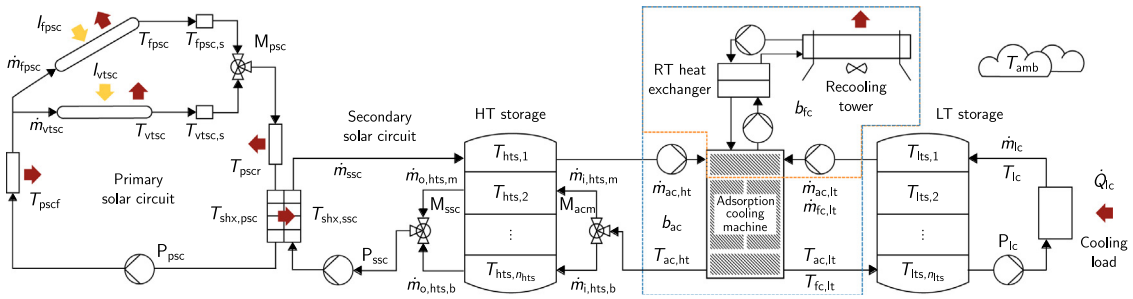 I_fpsc
T_fpsc
T_fpsc,s
M_psc
ṁ_fpsc
I_vtsc
ṁ_vtsc
T_vtsc
T_vtsc,s
T_pscf
Primary
solar circuit
T_pscr
P_psc
T_shx,psc
T_shx,ssc
Secondary
solar circuit
ṁ_ssc
P_ssc
M_ssc
ṁ_o,hts,m
ṁ_o,hts,b
HT storage
T_hts,1
T_hts,2
⋮
T_hts,n_hts
ṁ_i,hts,m
M_acm
ṁ_i,hts,b
RT heat
exchanger
b_fc
Recooling
tower
ṁ_ac,ht
b_ac
T_ac,ht
Adsorption
cooling
machine
ṁ_ac,lt
ṁ_fc,lt
T_ac,lt
T_fc,lt
LT storage
T_lts,1
T_lts,2
⋮
T_lts,n_lts
T_amb
ṁ_lc
T_lc
P_lc
Q̇_lc
Cooling
load